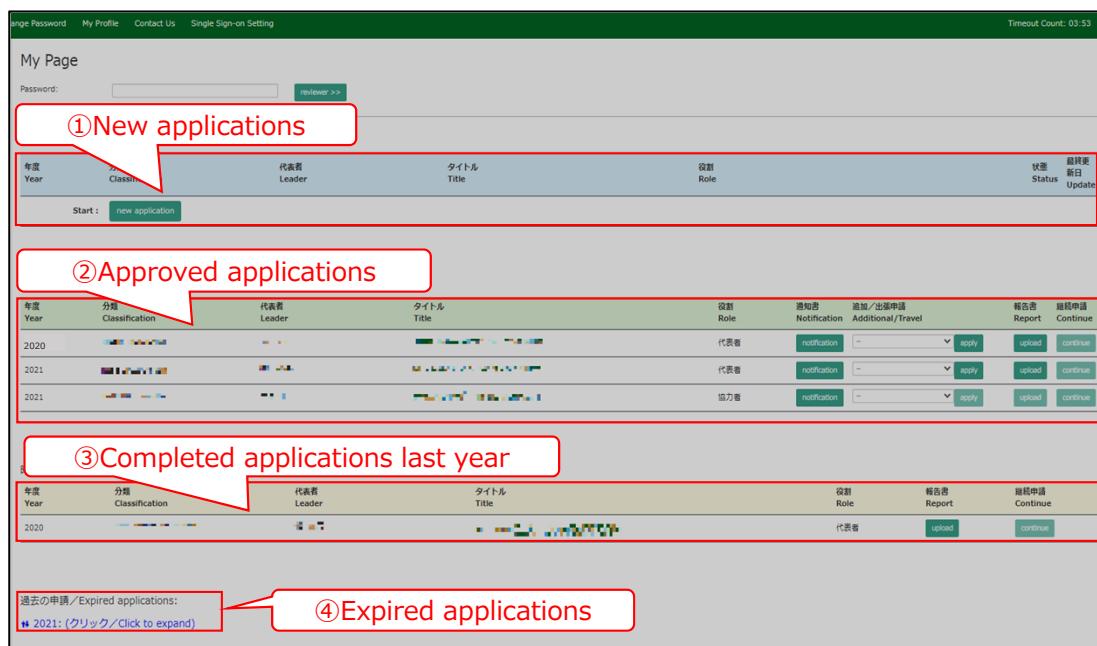 ange Password My Profile Contact Us Single Sign-on Setting Timeout Count: 03:53
My Page
Password: reviewer >>
①New applications
年度 代表者 タイトル 役割 状態 最終更新日
Year Leader Title Role Status Update
Start : new application
②Approved applications
年度 分類 代表者 タイトル 役割 通知書 追加／出張申請 報告書 継続申請
Year Classification Leader Title Role Notification Additional/Travel Report Continue
2020 代表者 notification - apply upload continue
2021 代表者 notification - apply upload continue
2021 協力者 notification - apply upload continue
③Completed applications last year
年度 分類 代表者 タイトル 役割 報告書 継続申請
Year Classification Leader Title Role Report Continue
2020 代表者 upload continue
過去の申請／Expired applications:
④Expired applications
2021: (クリック／Click to expand)